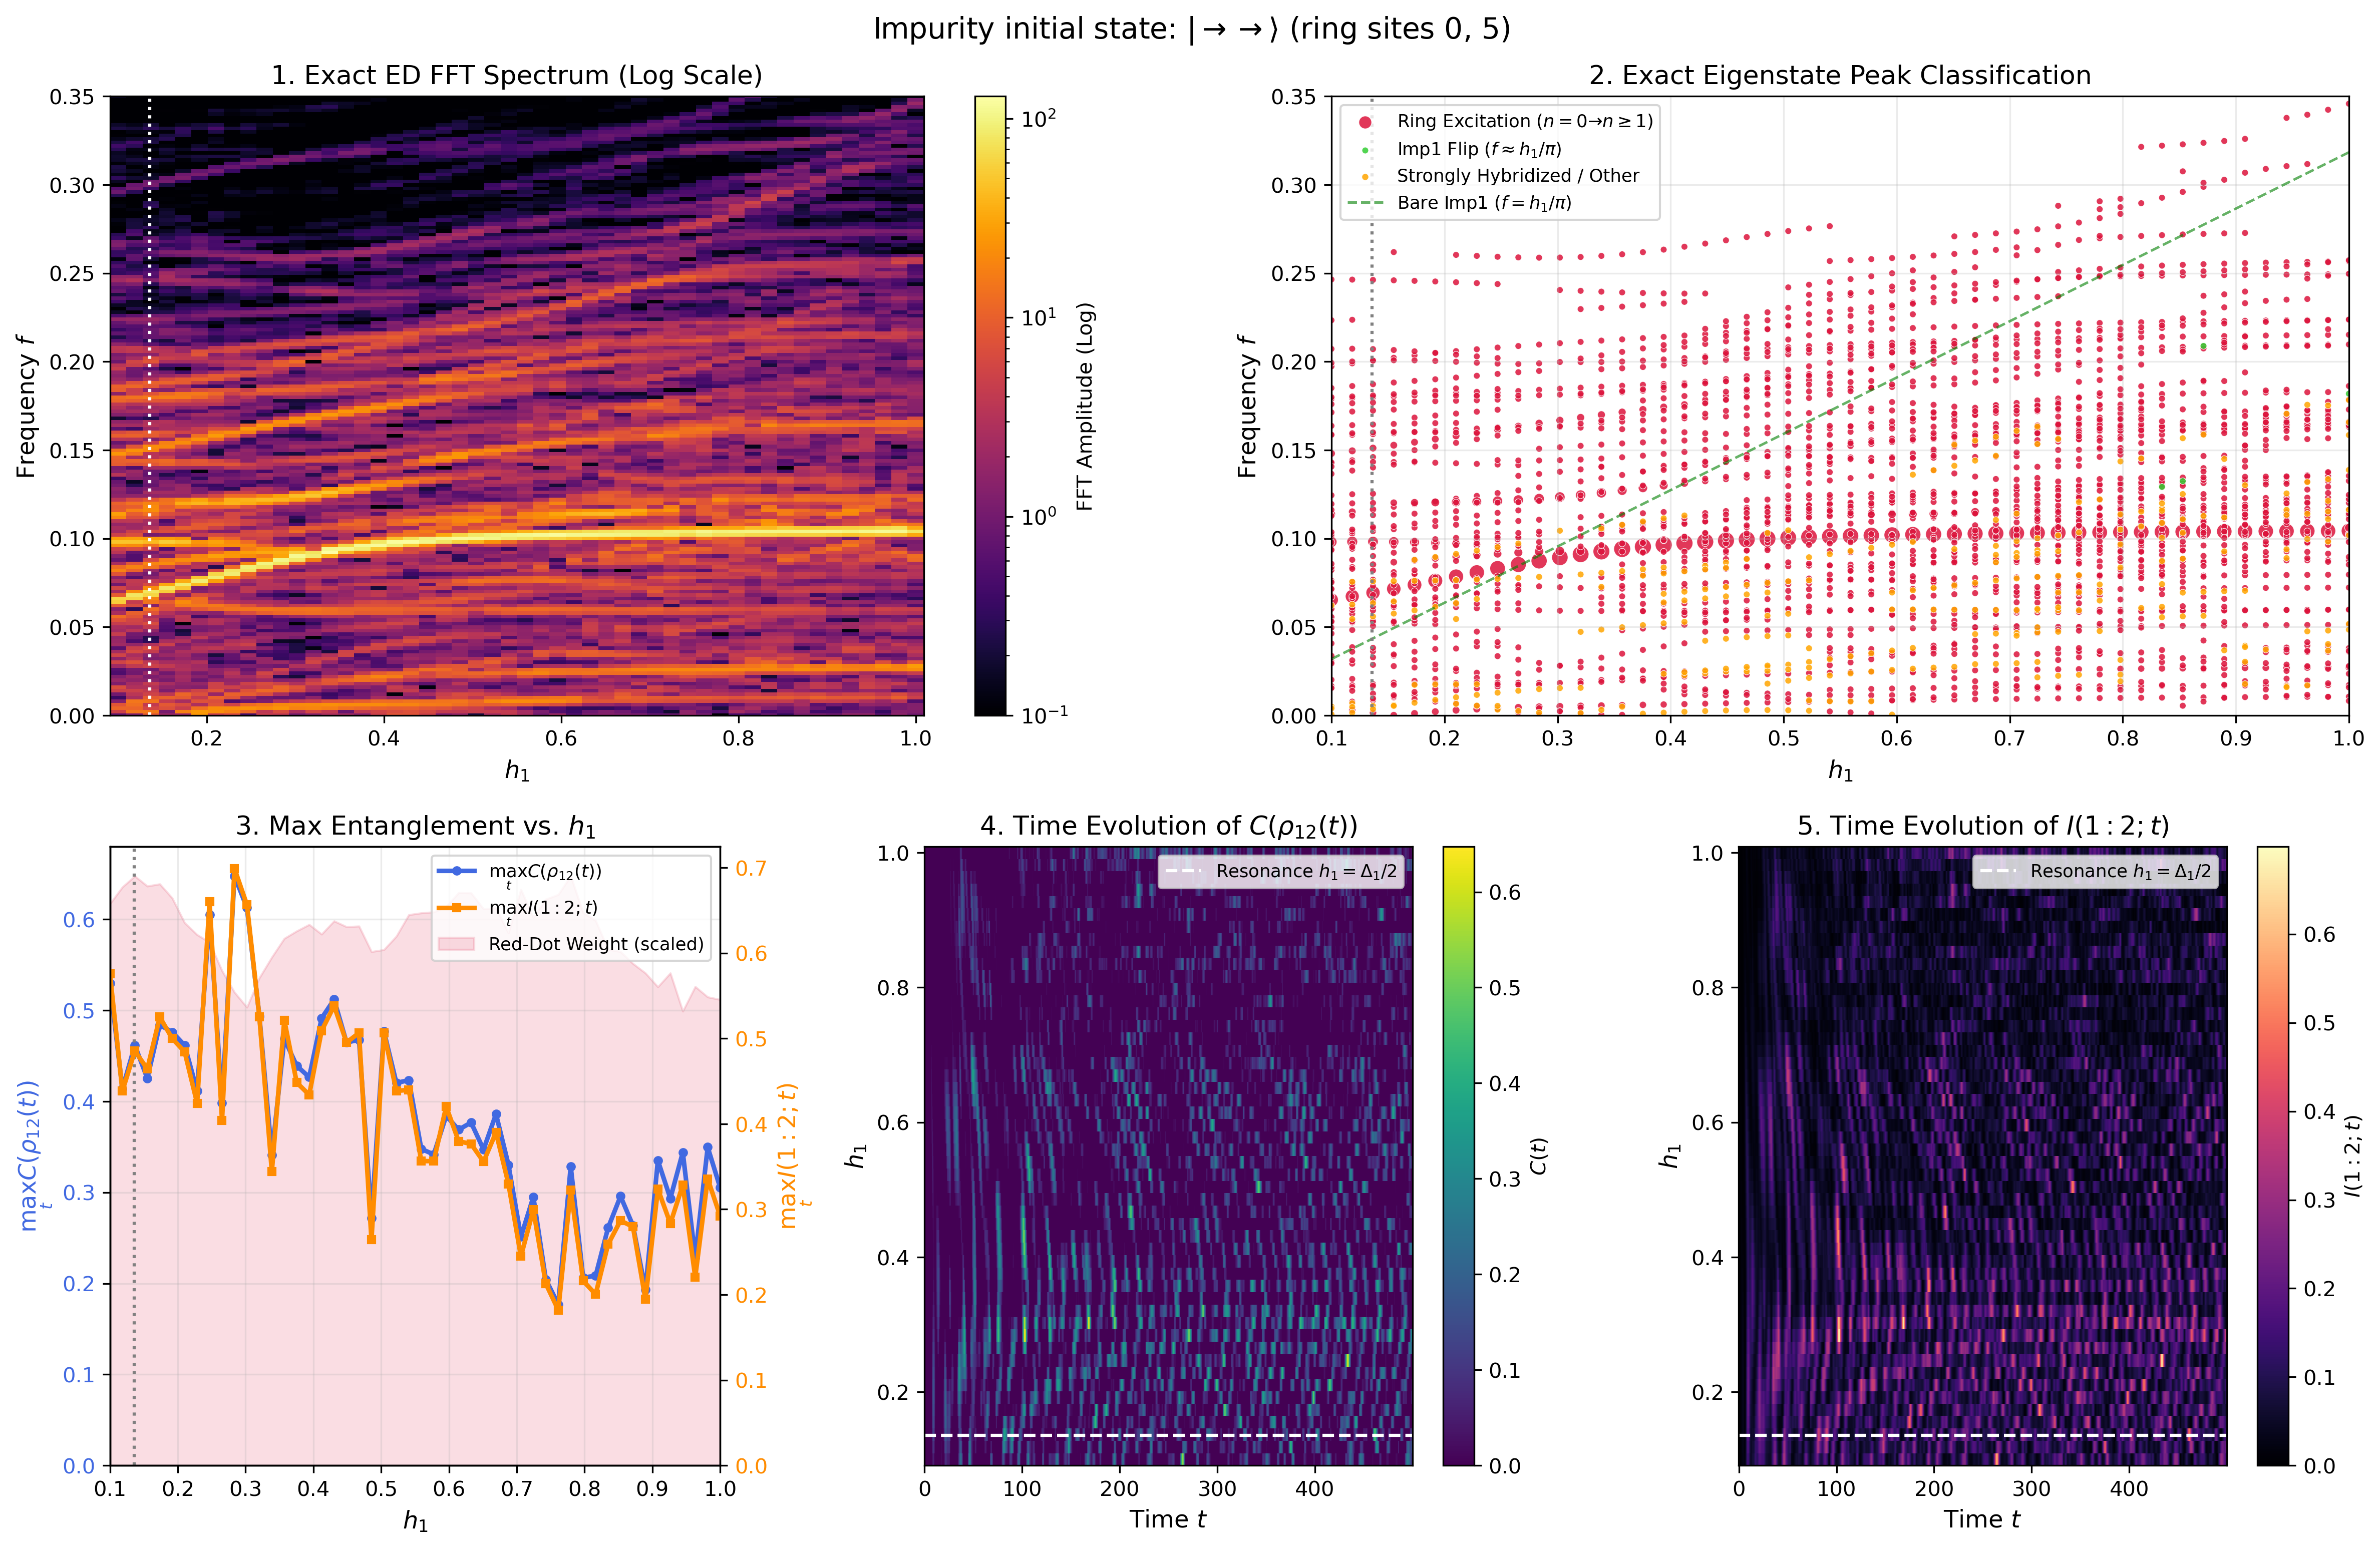 Impurity initial state: |→→⟩ (ring sites 0, 5)
1. Exact ED FFT Spectrum (Log Scale)
Frequency f
0.35
0.30
0.25
0.20
0.15
0.10
0.05
0.00
0.2
0.4
0.6
0.8
1.0
h₁
10²
10¹
10⁰
10⁻¹
FFT Amplitude (Log)
2. Exact Eigenstate Peak Classification
Frequency f
0.35
0.30
0.25
0.20
0.15
0.10
0.05
0.00
Ring Excitation (n = 0→n ≥ 1)
Imp1 Flip (f ≈ h₁/π)
Strongly Hybridized / Other
Bare Imp1 (f = h₁/π)
0.1
0.2
0.3
0.4
0.5
0.6
0.7
0.8
0.9
1.0
h₁
3. Max Entanglement vs. h₁
max C(ρ₁₂(t))
t
0.6
0.5
0.4
0.3
0.2
0.1
0.0
max C(ρ₁₂(t))
t
max I(1 : 2; t)
t
Red-Dot Weight (scaled)
0.7
0.6
0.5
0.4
0.3
0.2
0.1
0.0
max I(1 : 2; t)
t
0.1
0.2
0.3
0.4
0.5
0.6
0.7
0.8
0.9
1.0
h₁
4. Time Evolution of C(ρ₁₂(t))
h₁
1.0
0.8
0.6
0.4
0.2
Resonance h₁ = Δ₁/2
0
100
200
300
400
Time t
0.6
0.5
0.4
0.3
0.2
0.1
0.0
C(t)
5. Time Evolution of I(1 : 2; t)
h₁
1.0
0.8
0.6
0.4
0.2
Resonance h₁ = Δ₁/2
0
100
200
300
400
Time t
0.6
0.5
0.4
0.3
0.2
0.1
0.0
I(1 : 2; t)